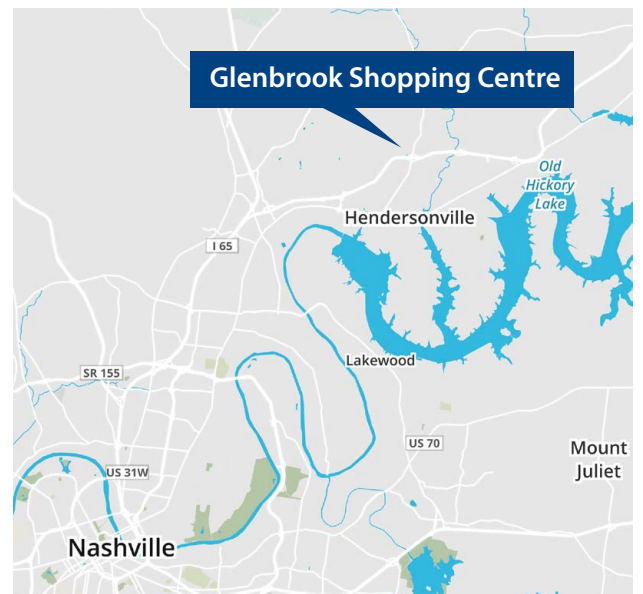 Glenbrook Shopping Centre
Old
Hickory
Lake
Hendersonville
I 65
Lakewood
SR 155
US 70
Mount
Juliet
US 31W
Nashville